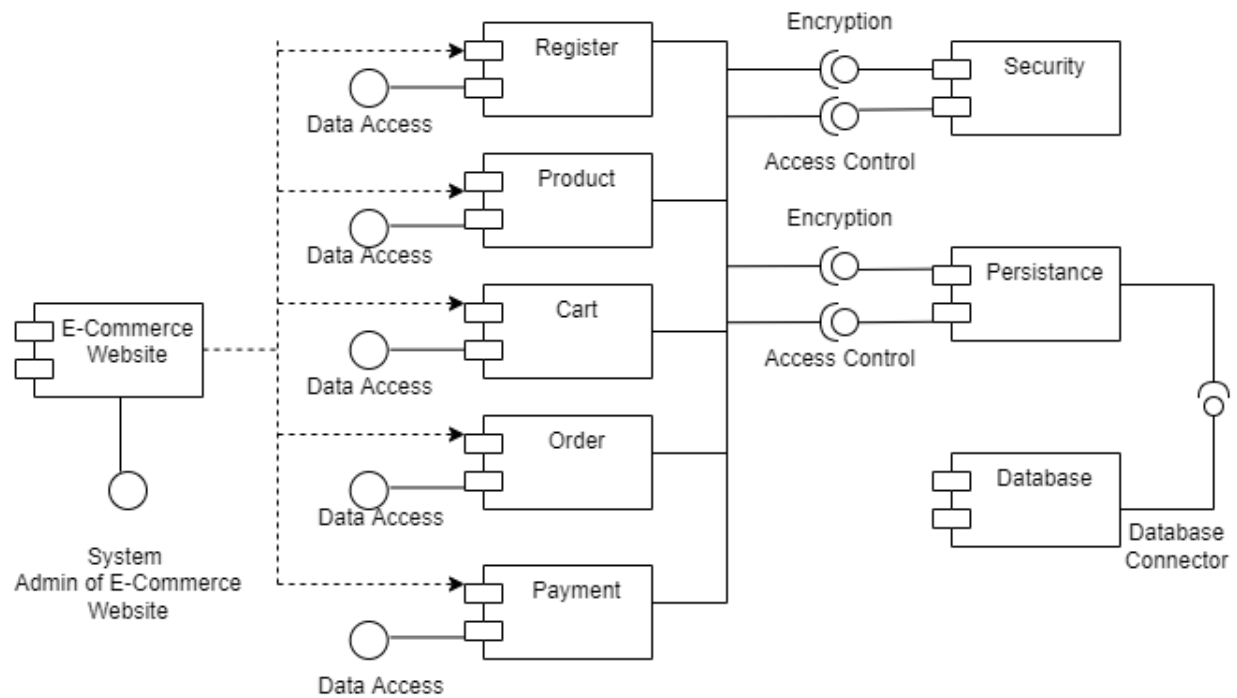 Encryption
Register
Security
Data Access
Access Control
Product
Encryption
Data Access
Persistance
E-Commerce
Website
Cart
Access Control
Data Access
Order
Database
Data Access
Database
Connector
System
Admin of E-Commerce
Website
Payment
Data Access